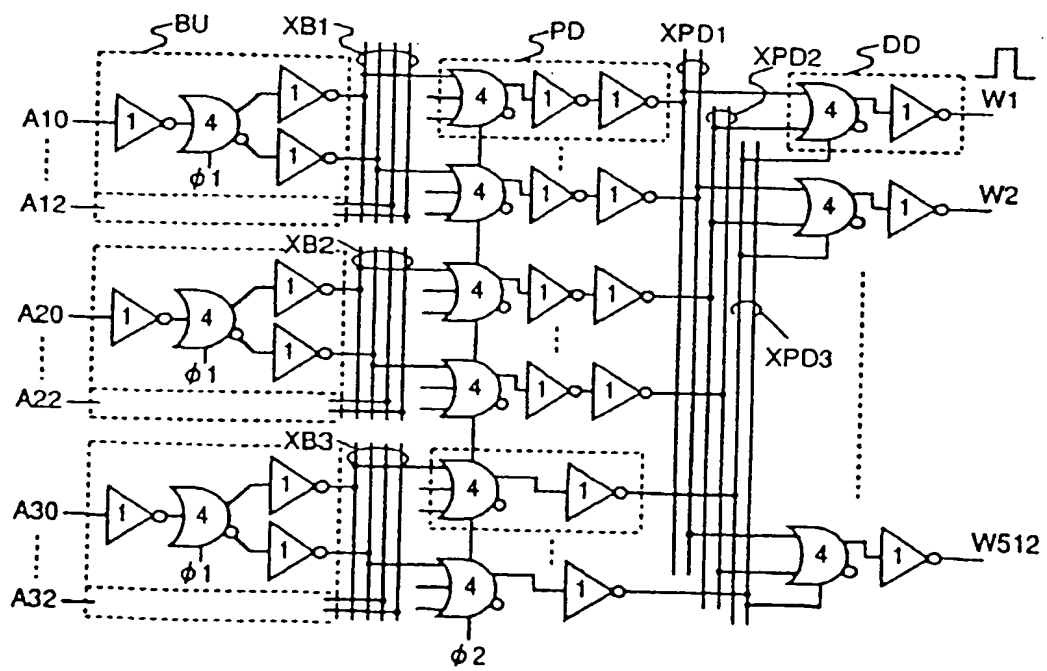 BU XB1 PD XPD1 XPD2 DD
A10 1 4 1 1 φ1 4 1 1 4 1 W1
A12 4 1 1 4 1 W2
XB2
A20 1 4 1 1 φ1 4 1 1
A22 4 1 1 XPD3
XB3
A30 1 4 1 1 φ1 4 1 4 1 W512
A32 4 1
φ2